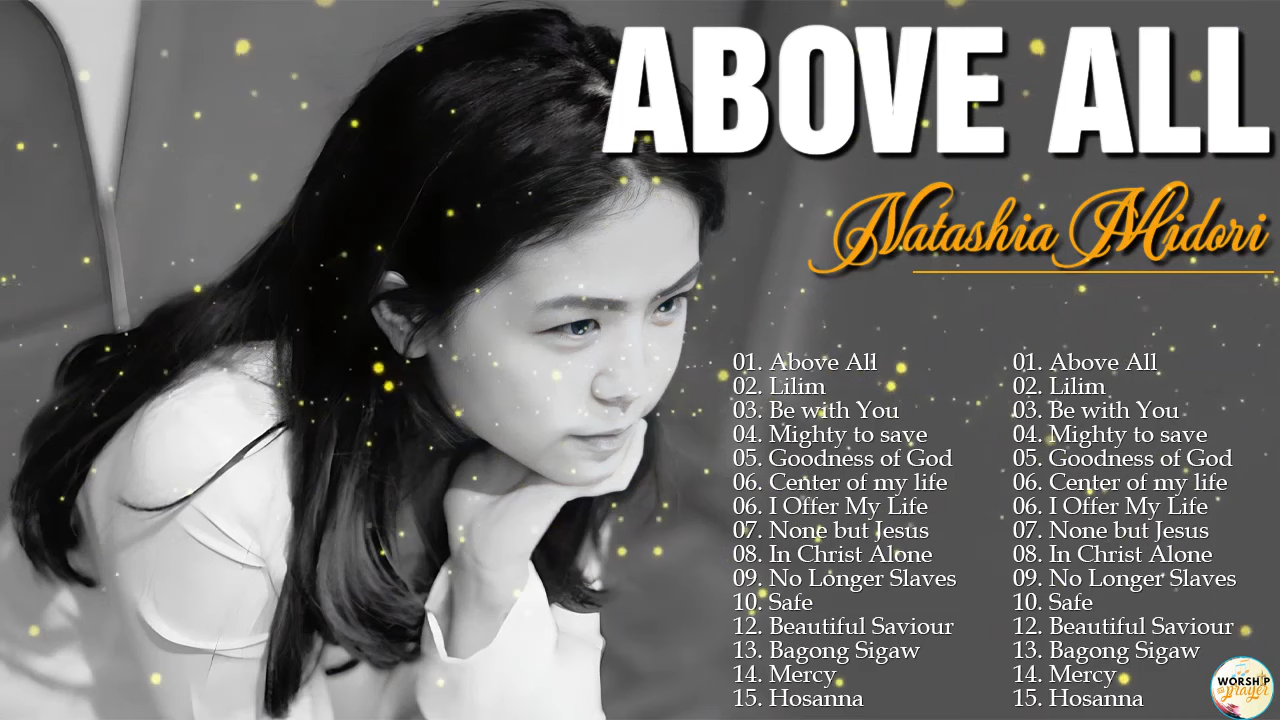 ABOVE ALL
Natashia Midori
01. Above All
02. Lilim
03. Be with You
04. Mighty to save
05. Goodness of God
06. Center of my life
06. I Offer My Life
07. None but Jesus
08. In Christ Alone
09. No Longer Slaves
10. Safe
12. Beautiful Saviour
13. Bagong Sigaw
14. Mercy
15. Hosanna
01. Above All
02. Lilim
03. Be with You
04. Mighty to save
05. Goodness of God
06. Center of my life
06. I Offer My Life
07. None but Jesus
08. In Christ Alone
09. No Longer Slaves
10. Safe
12. Beautiful Saviour
13. Bagong Sigaw
14. Mercy
15. Hosanna
WORSHIP
prayer